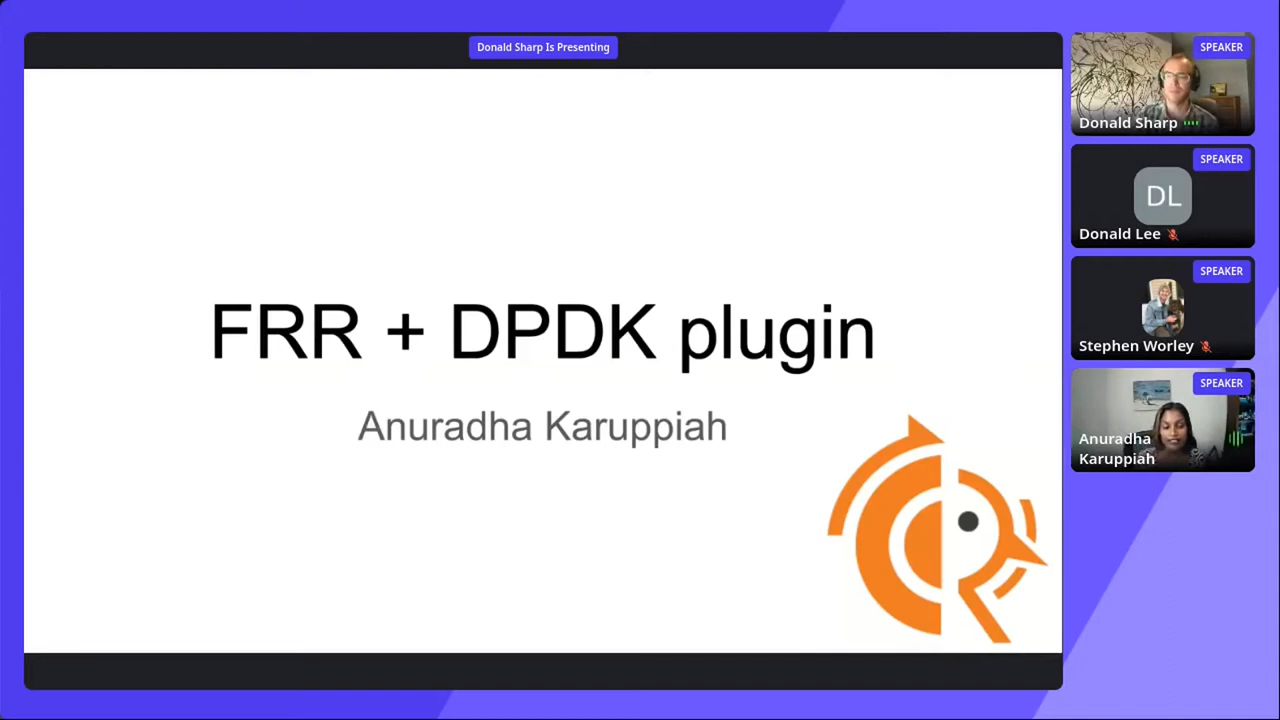 Donald Sharp Is Presenting
FRR + DPDK plugin
Anuradha Karuppiah
SPEAKER
Donald Sharp
SPEAKER
DL
Donald Lee
SPEAKER
Stephen Worley
SPEAKER
Anuradha
Karuppiah